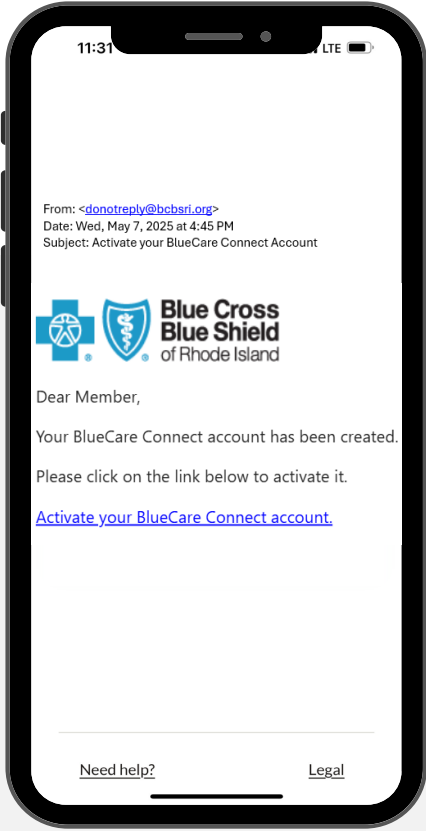 11:31
LTE
From: <donotreply@bcbsri.org>
Date: Wed, May 7, 2025 at 4:45 PM
Subject: Activate your BlueCare Connect Account
Blue Cross
Blue Shield
of Rhode Island
Dear Member,
Your BlueCare Connect account has been created.
Please click on the link below to activate it.
Activate your BlueCare Connect account.
Need help?
Legal